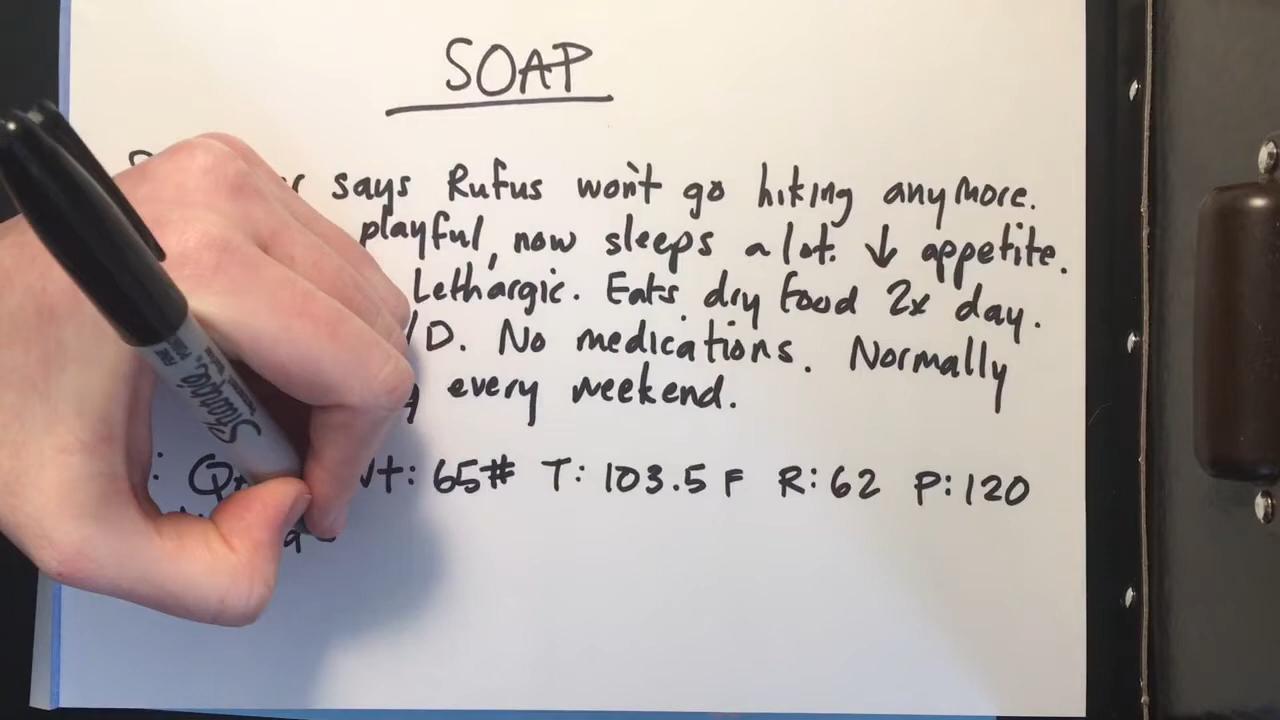 SOAP
says Rufus won't go hiking anymore.
playful, now sleeps a lot. ↓ appetite.
Lethargic. Eats dry food 2x day.
/D. No medications. Normally
every weekend.
: 65# T: 103.5 F R: 62 P: 120
Sharpie